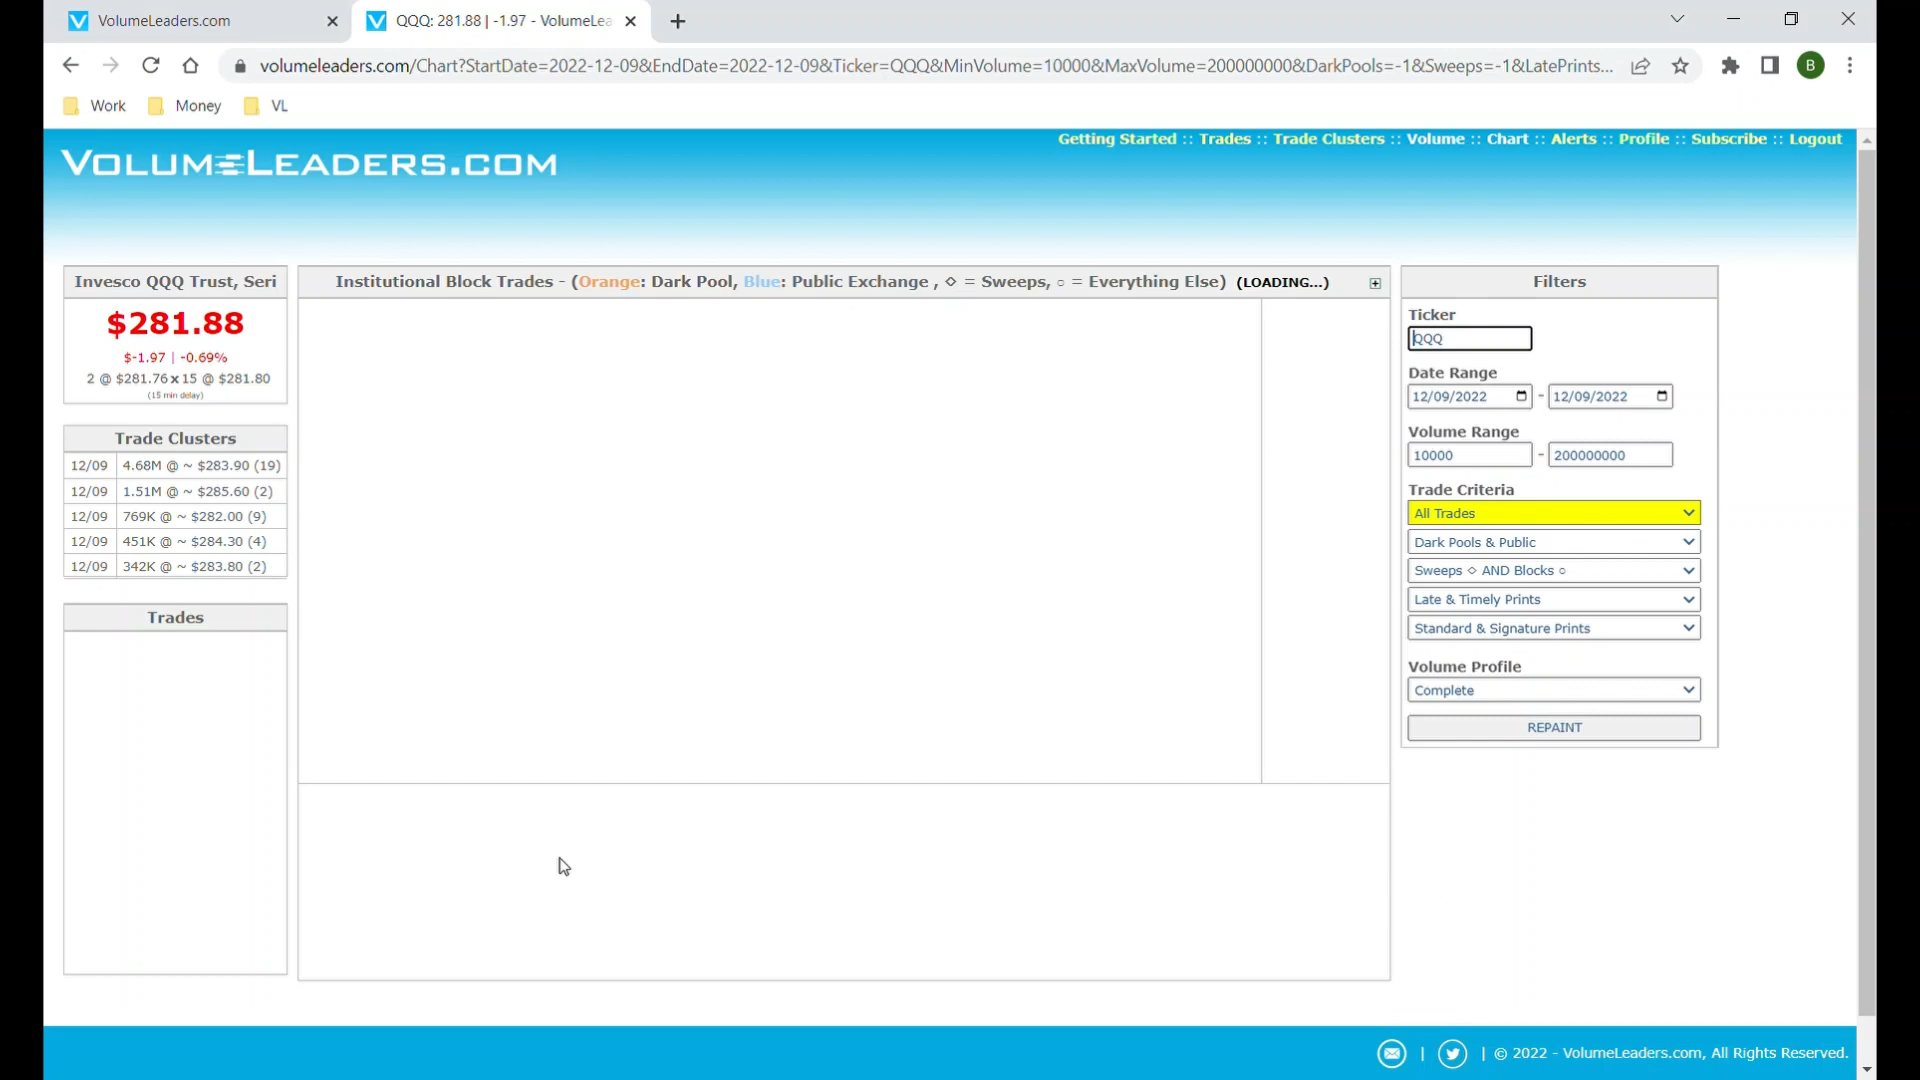 VolumeLeaders.com
QQQ: 281.88 | -1.97 - VolumeLea
volumeleaders.com/Chart?StartDate=2022-12-09&EndDate=2022-12-09&Ticker=QQQ&MinVolume=10000&MaxVolume=200000000&DarkPools=-1&Sweeps=-1&LatePrints...
B
Work Money VL
Getting Started :: Trades :: Trade Clusters :: Volume :: Chart :: Alerts :: Profile :: Subscribe :: Logout
VOLUMELEADERS.COM
Invesco QQQ Trust, Seri
$281.88
$-1.97 | -0.69%
2 @ $281.76 x 15 @ $281.80
(15 min delay)
Trade Clusters
12/09 4.68M @ ~ $283.90 (19)
12/09 1.51M @ ~ $285.60 (2)
12/09 769K @ ~ $282.00 (9)
12/09 451K @ ~ $284.30 (4)
12/09 342K @ ~ $283.80 (2)
Trades
Institutional Block Trades - (Orange: Dark Pool, Blue: Public Exchange , ◇ = Sweeps, ○ = Everything Else) (LOADING...)
Filters
Ticker
QQQ
Date Range
12/09/2022 - 12/09/2022
Volume Range
10000 - 200000000
Trade Criteria
All Trades
Dark Pools & Public
Sweeps ◇ AND Blocks ○
Late & Timely Prints
Standard & Signature Prints
Volume Profile
Complete
REPAINT
| | © 2022 - VolumeLeaders.com, All Rights Reserved.